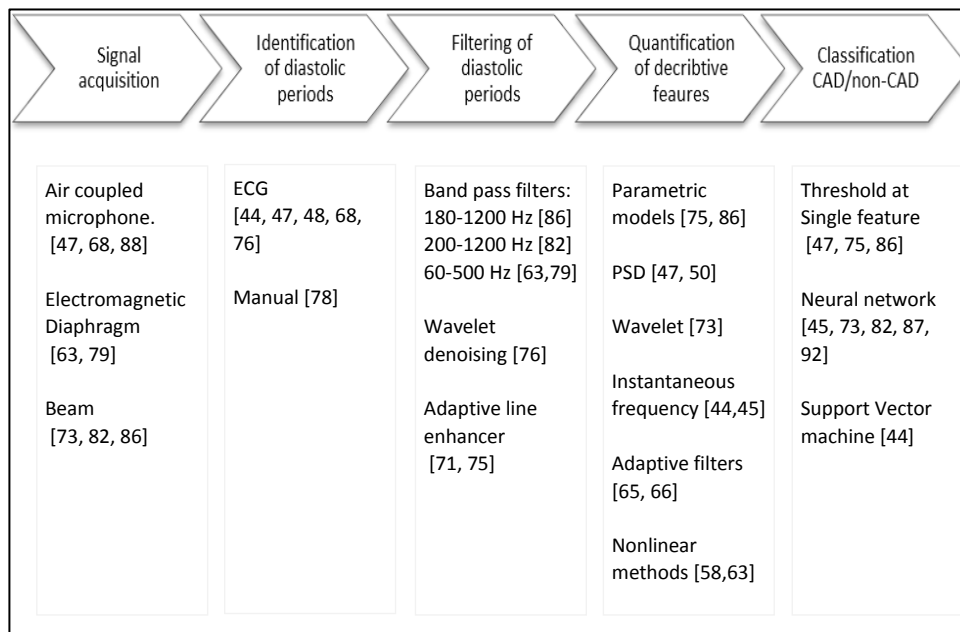 Signal
acquisition
Identification
of diastolic
periods
Filtering of
diastolic
periods
Quantification
of decribtive
feaures
Classification
CAD/non-CAD
Air coupled
microphone.
[47, 68, 88]
Electromagnetic
Diaphragm
[63, 79]
Beam
[73, 82, 86]
ECG
[44, 47, 48, 68,
76]
Manual [78]
Band pass filters:
180-1200 Hz [86]
200-1200 Hz [82]
60-500 Hz [63,79]
Wavelet
denoising [76]
Adaptive line
enhancer
[71, 75]
Parametric
models [75, 86]
PSD [47, 50]
Wavelet [73]
Instantaneous
frequency [44,45]
Adaptive filters
[65, 66]
Nonlinear
methods [58,63]
Threshold at
Single feature
[47, 75, 86]
Neural network
[45, 73, 82, 87,
92]
Support Vector
machine [44]